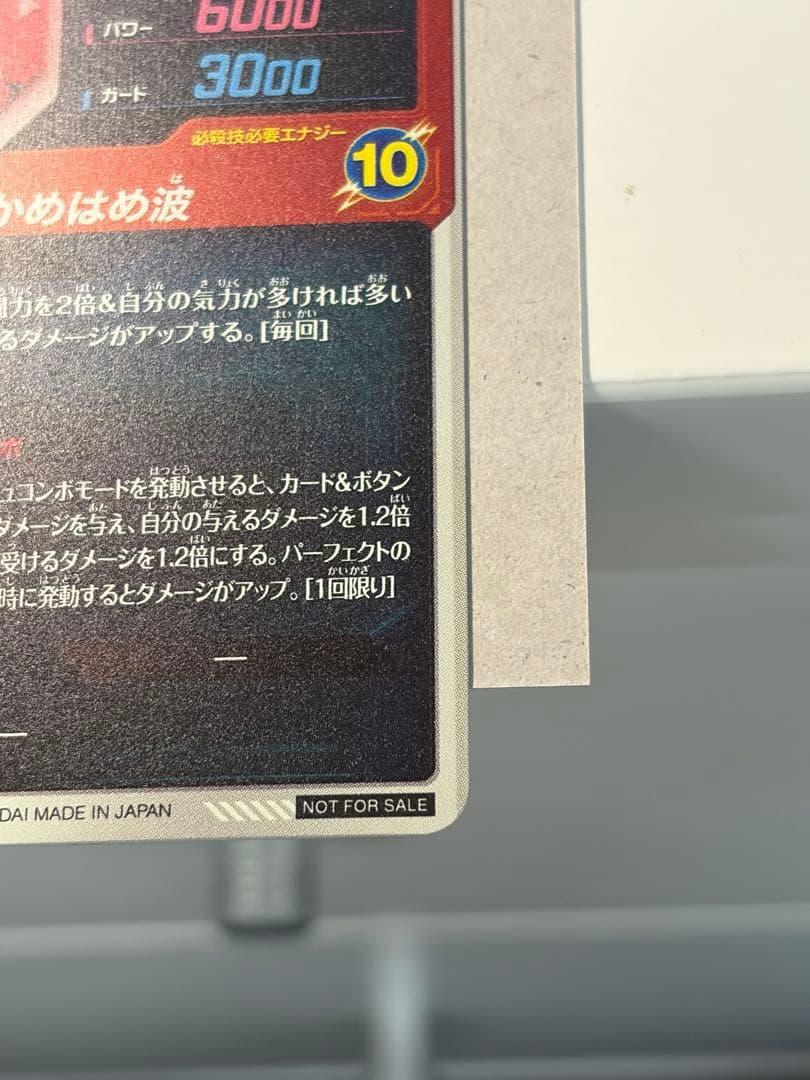 パワー 6000
ガード 3000
必殺技必要エナジー
10
かめはめ波
力を2倍&自分の気力が多ければ多い
るダメージがアップする。[毎回]
ュコンボモードを発動させると、カード&ボタン
ダメージを与え、自分の与えるダメージを1.2倍
受けるダメージを1.2倍にする。パーフェクトの
時に発動するとダメージがアップ。[1回限り]
—
—
DAI MADE IN JAPAN
NOT FOR SALE